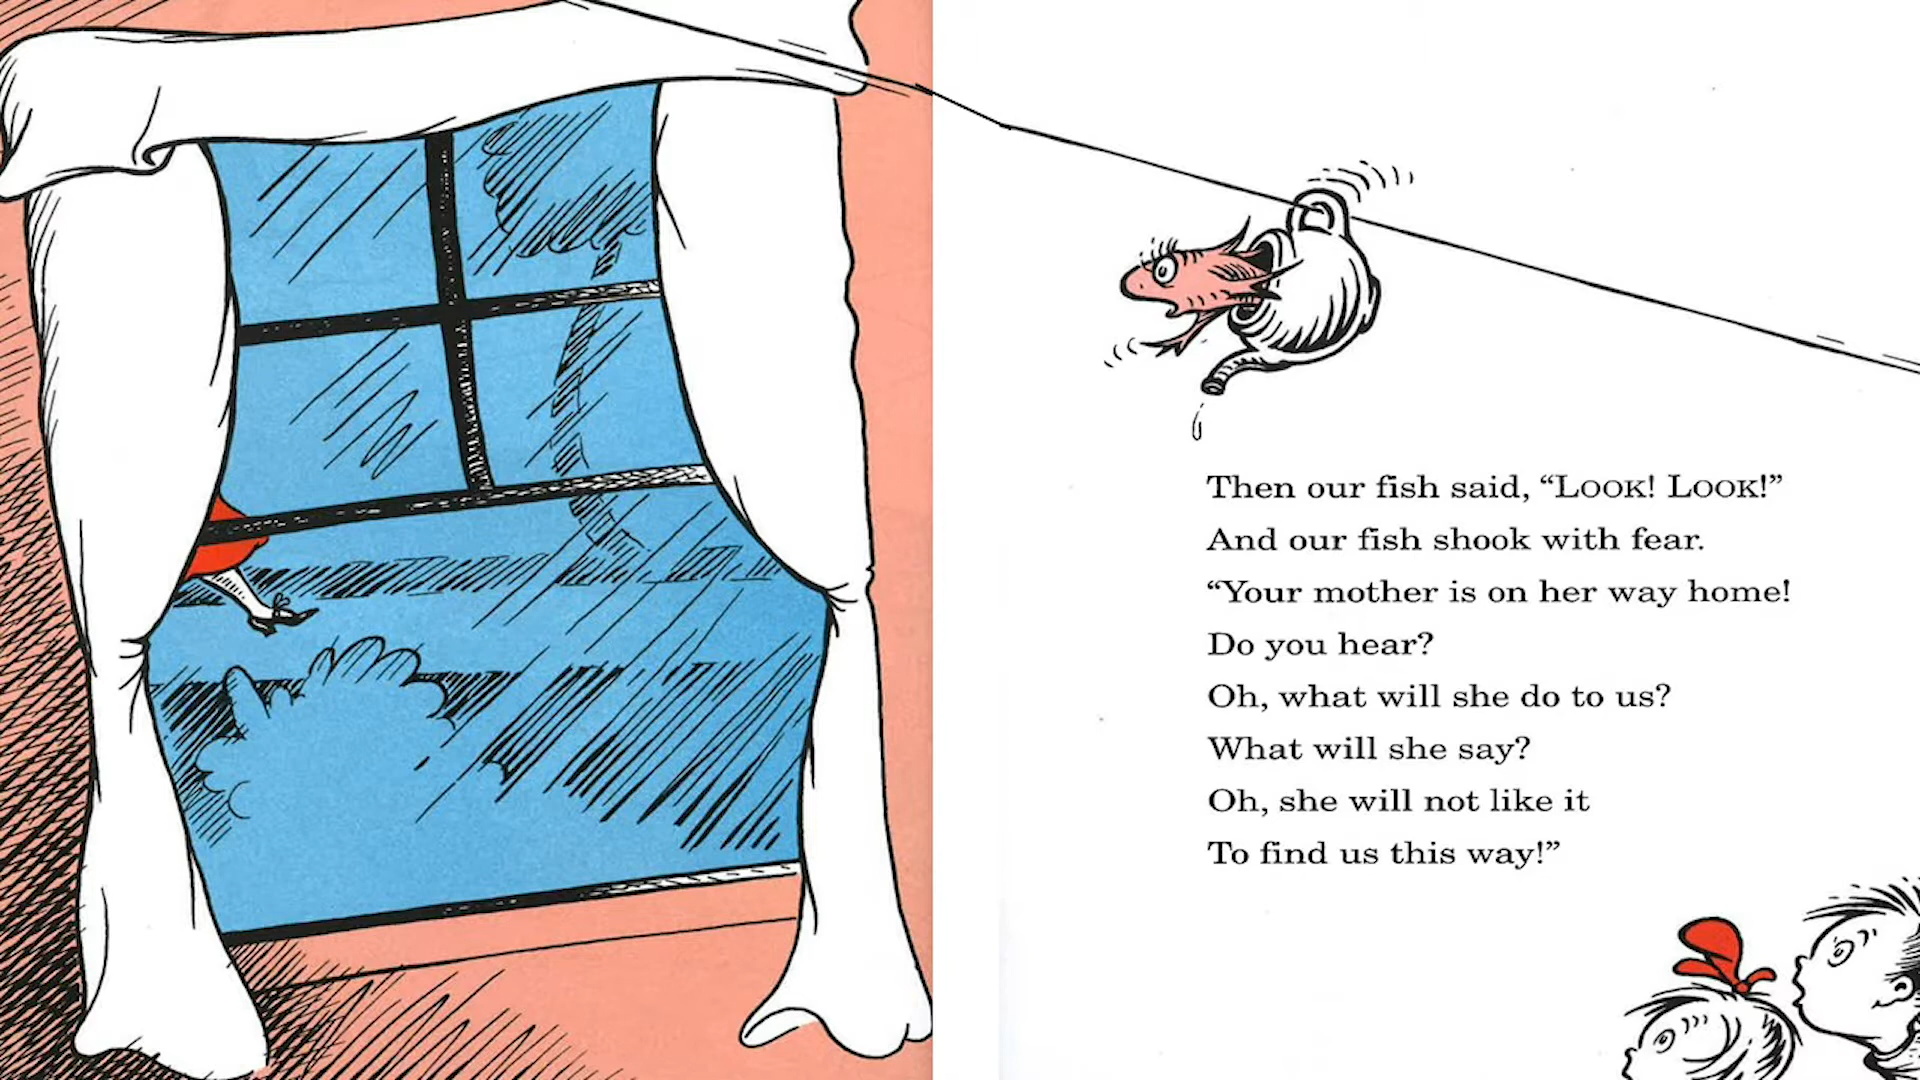 Then our fish said, “LOOK! LOOK!”
And our fish shook with fear.
“Your mother is on her way home!
Do you hear?
Oh, what will she do to us?
What will she say?
Oh, she will not like it
To find us this way!”